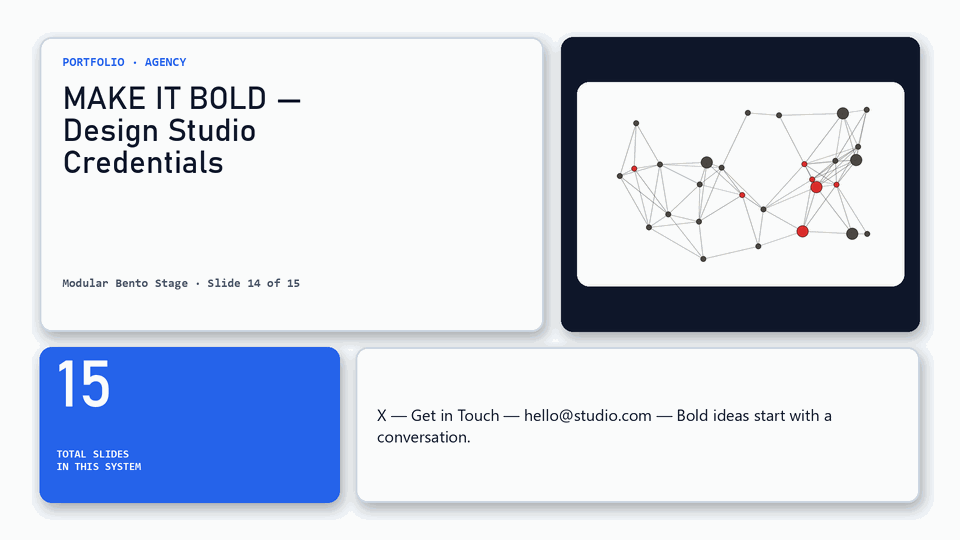 PORTFOLIO · AGENCY
MAKE IT BOLD —
Design Studio
Credentials
Modular Bento Stage · Slide 14 of 15
15
TOTAL SLIDES
IN THIS SYSTEM
X — Get in Touch — hello@studio.com — Bold ideas start with a
conversation.